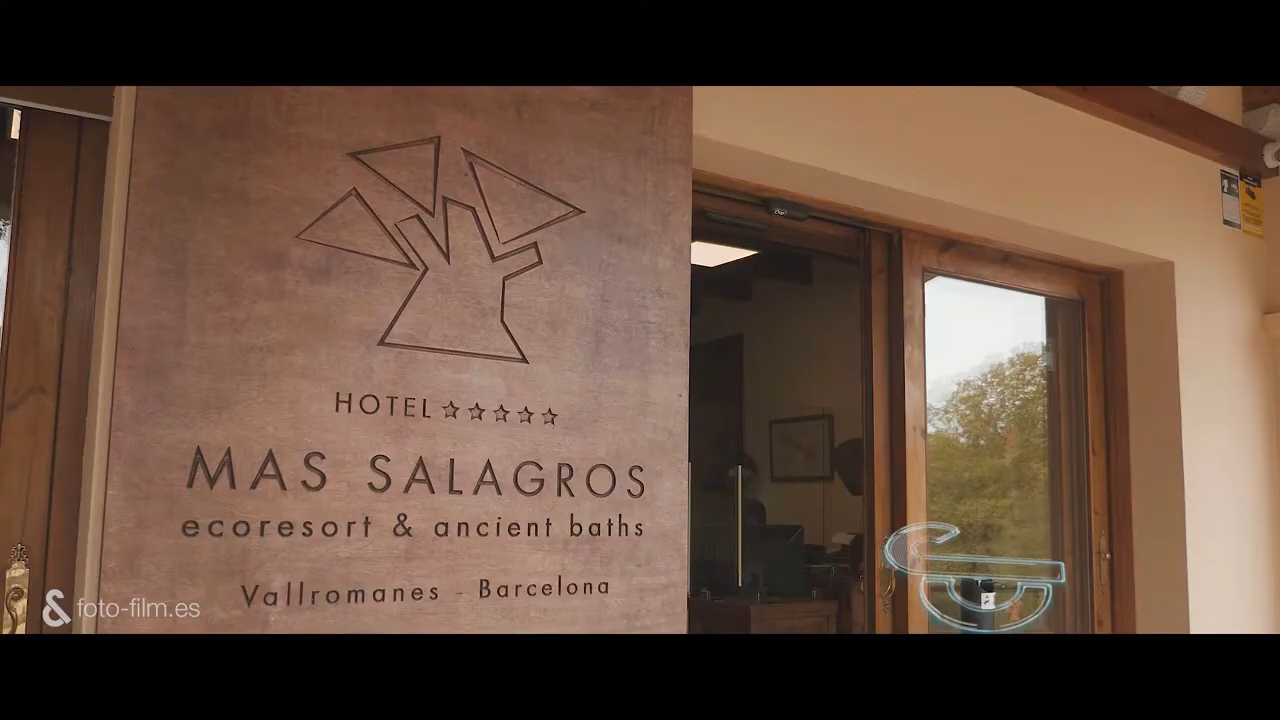 HOTEL☆☆☆☆☆
MAS SALAGROS
ecoresort & ancient baths
Vallromanes - Barcelona
& foto-film.es